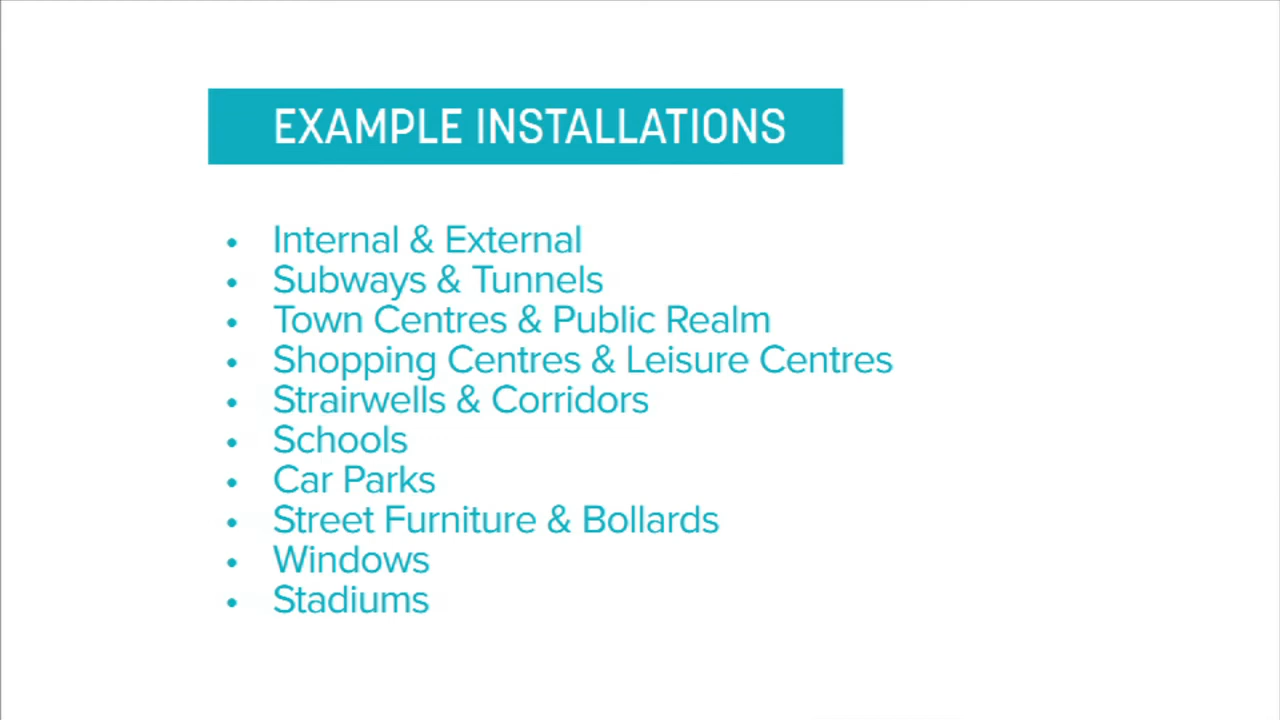 EXAMPLE INSTALLATIONS
• Internal & External
• Subways & Tunnels
• Town Centres & Public Realm
• Shopping Centres & Leisure Centres
• Strairwells & Corridors
• Schools
• Car Parks
• Street Furniture & Bollards
• Windows
• Stadiums